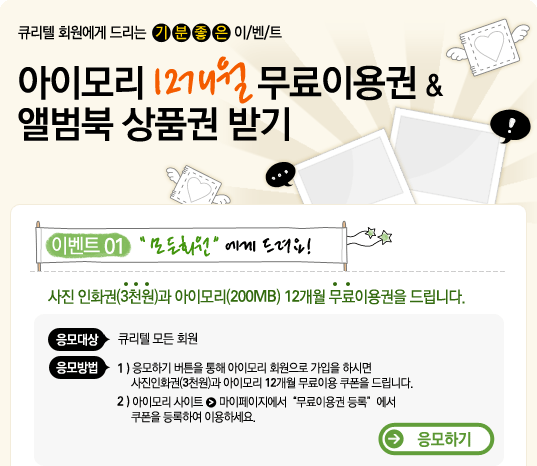 큐리텔 회원에게 드리는 기분좋은 이/벤/트
아이모리 12개월 무료이용권 &
앨범북 상품권 받기
이벤트 01 "모든회원"에게 드려요!
사진 인화권(3천원)과 아이모리(200MB) 12개월 무료이용권을 드립니다.
응모대상 큐리텔 모든 회원
응모방법 1 ) 응모하기 버튼을 통해 아이모리 회원으로 가입을 하시면
사진인화권(3천원)과 아이모리 12개월 무료이용 쿠폰을 드립니다.
2 ) 아이모리 사이트 마이페이지에서 "무료이용권 등록" 에서
쿠폰을 등록하여 이용하세요.
응모하기